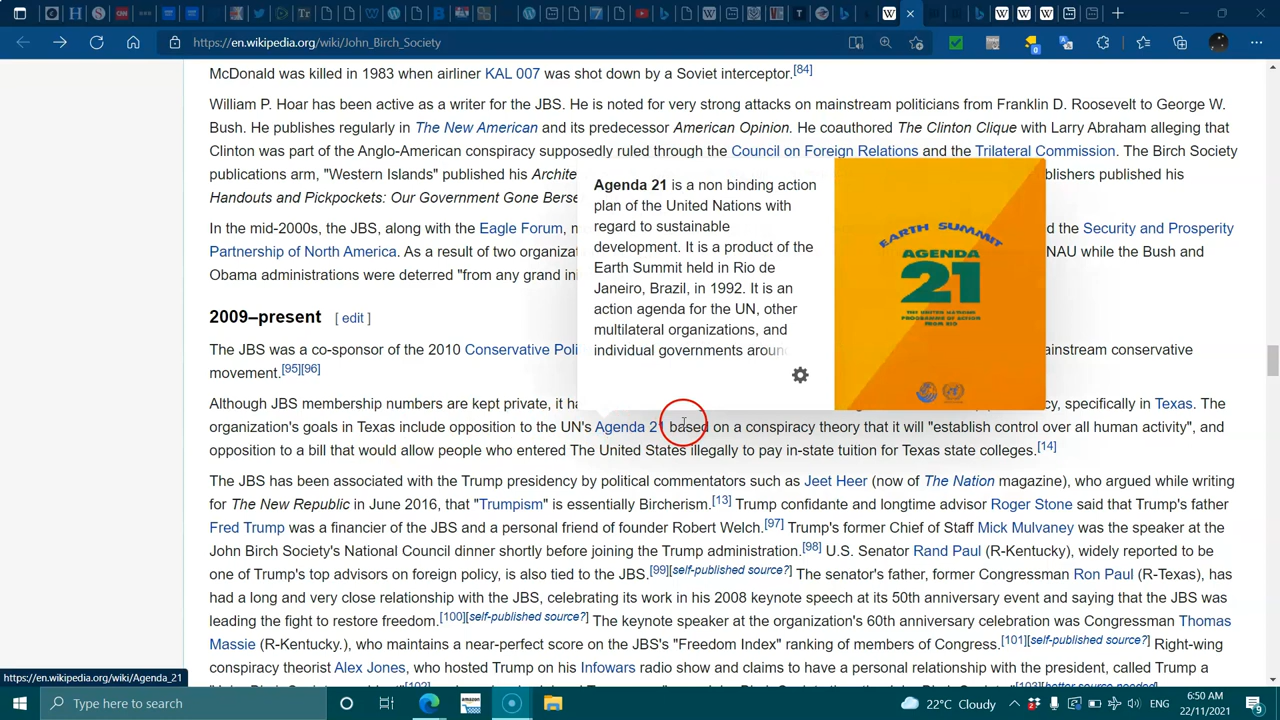 https://en.wikipedia.org/wiki/John_Birch_Society
McDonald was killed in 1983 when airliner KAL 007 was shot down by a Soviet interceptor.[84]
William P. Hoar has been active as a writer for the JBS. He is noted for very strong attacks on mainstream politicians from Franklin D. Roosevelt to George W.
Bush. He publishes regularly in The New American and its predecessor American Opinion. He coauthored The Clinton Clique with Larry Abraham alleging that
Clinton was part of the Anglo-American conspiracy supposedly ruled through the Council on Foreign Relations and the Trilateral Commission. The Birch Society
publications arm, "Western Islands" published his Archite
blishers published his
Handouts and Pickpockets: Our Government Gone Berse
In the mid-2000s, the JBS, along with the Eagle Forum, m
d the Security and Prosperity
Partnership of North America. As a result of two organizat
NAU while the Bush and
Obama administrations were deterred "from any grand in
Agenda 21 is a non binding action
plan of the United Nations with
regard to sustainable
development. It is a product of the
Earth Summit held in Rio de
Janeiro, Brazil, in 1992. It is an
action agenda for the UN, other
multilateral organizations, and
individual governments aroun
EARTH SUMMIT
AGENDA
21
THE UNITED NATIONS
PROGRAMME OF ACTION
FROM RIO
2009–present [ edit ]
The JBS was a co-sponsor of the 2010 Conservative Poli
ainstream conservative
movement.[95][96]
Although JBS membership numbers are kept private, it ha
cy, specifically in Texas. The
organization's goals in Texas include opposition to the UN's Agenda 21 based on a conspiracy theory that it will "establish control over all human activity", and
opposition to a bill that would allow people who entered The United States illegally to pay in-state tuition for Texas state colleges.[14]
The JBS has been associated with the Trump presidency by political commentators such as Jeet Heer (now of The Nation magazine), who argued while writing
for The New Republic in June 2016, that "Trumpism" is essentially Bircherism.[13] Trump confidante and longtime advisor Roger Stone said that Trump's father
Fred Trump was a financier of the JBS and a personal friend of founder Robert Welch.[97] Trump's former Chief of Staff Mick Mulvaney was the speaker at the
John Birch Society's National Council dinner shortly before joining the Trump administration.[98] U.S. Senator Rand Paul (R-Kentucky), widely reported to be
one of Trump's top advisors on foreign policy, is also tied to the JBS.[99][self-published source?] The senator's father, former Congressman Ron Paul (R-Texas), has
had a long and very close relationship with the JBS, celebrating its work in his 2008 keynote speech at its 50th anniversary event and saying that the JBS was
leading the fight to restore freedom.[100][self-published source?] The keynote speaker at the organization's 60th anniversary celebration was Congressman Thomas
Massie (R-Kentucky.), who maintains a near-perfect score on the JBS's "Freedom Index" ranking of members of Congress.[101][self-published source?] Right-wing
conspiracy theorist Alex Jones, who hosted Trump on his Infowars radio show and claims to have a personal relationship with the president, called Trump a
https://en.wikipedia.org/wiki/Agenda_21
Type here to search
amazon
22°C Cloudy
6:50 AM
22/11/2021